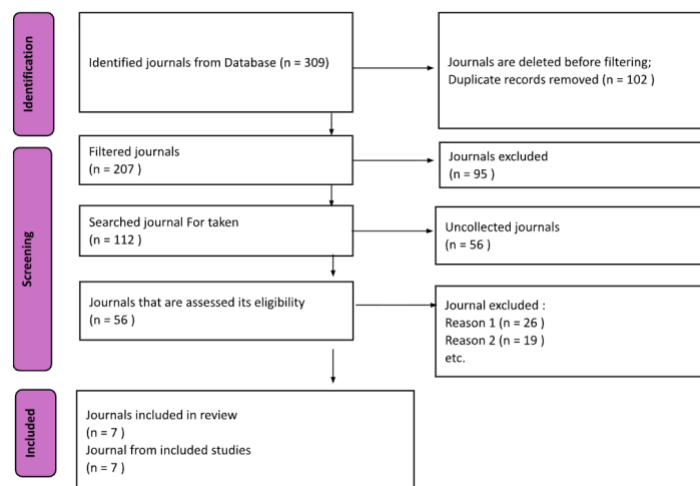 Identification
Identified journals from Database (n = 309)
Journals are deleted before filtering;
Duplicate records removed (n = 102 )
Screening
Filtered journals
(n = 207 )
Journals excluded
(n = 95 )
Searched journal For taken
(n = 112 )
Uncollected journals
(n = 56 )
Journals that are assessed its eligibility
(n = 56 )
Journal excluded :
Reason 1 (n = 26 )
Reason 2 (n = 19 )
etc.
Included
Journals included in review
(n = 7 )
Journal from included studies
(n = 7 )